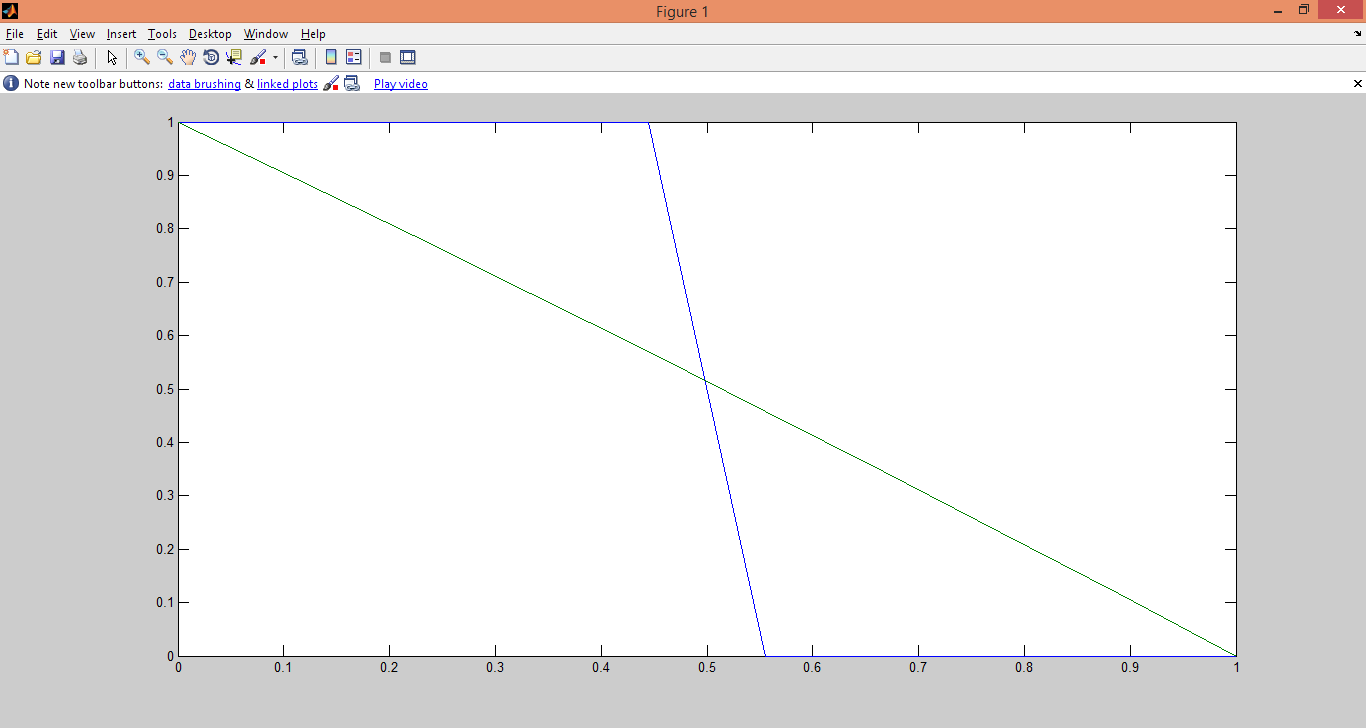 Figure 1
File Edit View Insert Tools Desktop Window Help
Note new toolbar buttons: data brushing & linked plots Play video
1
0.9
0.8
0.7
0.6
0.5
0.4
0.3
0.2
0.1
0
0 0.1 0.2 0.3 0.4 0.5 0.6 0.7 0.8 0.9 1